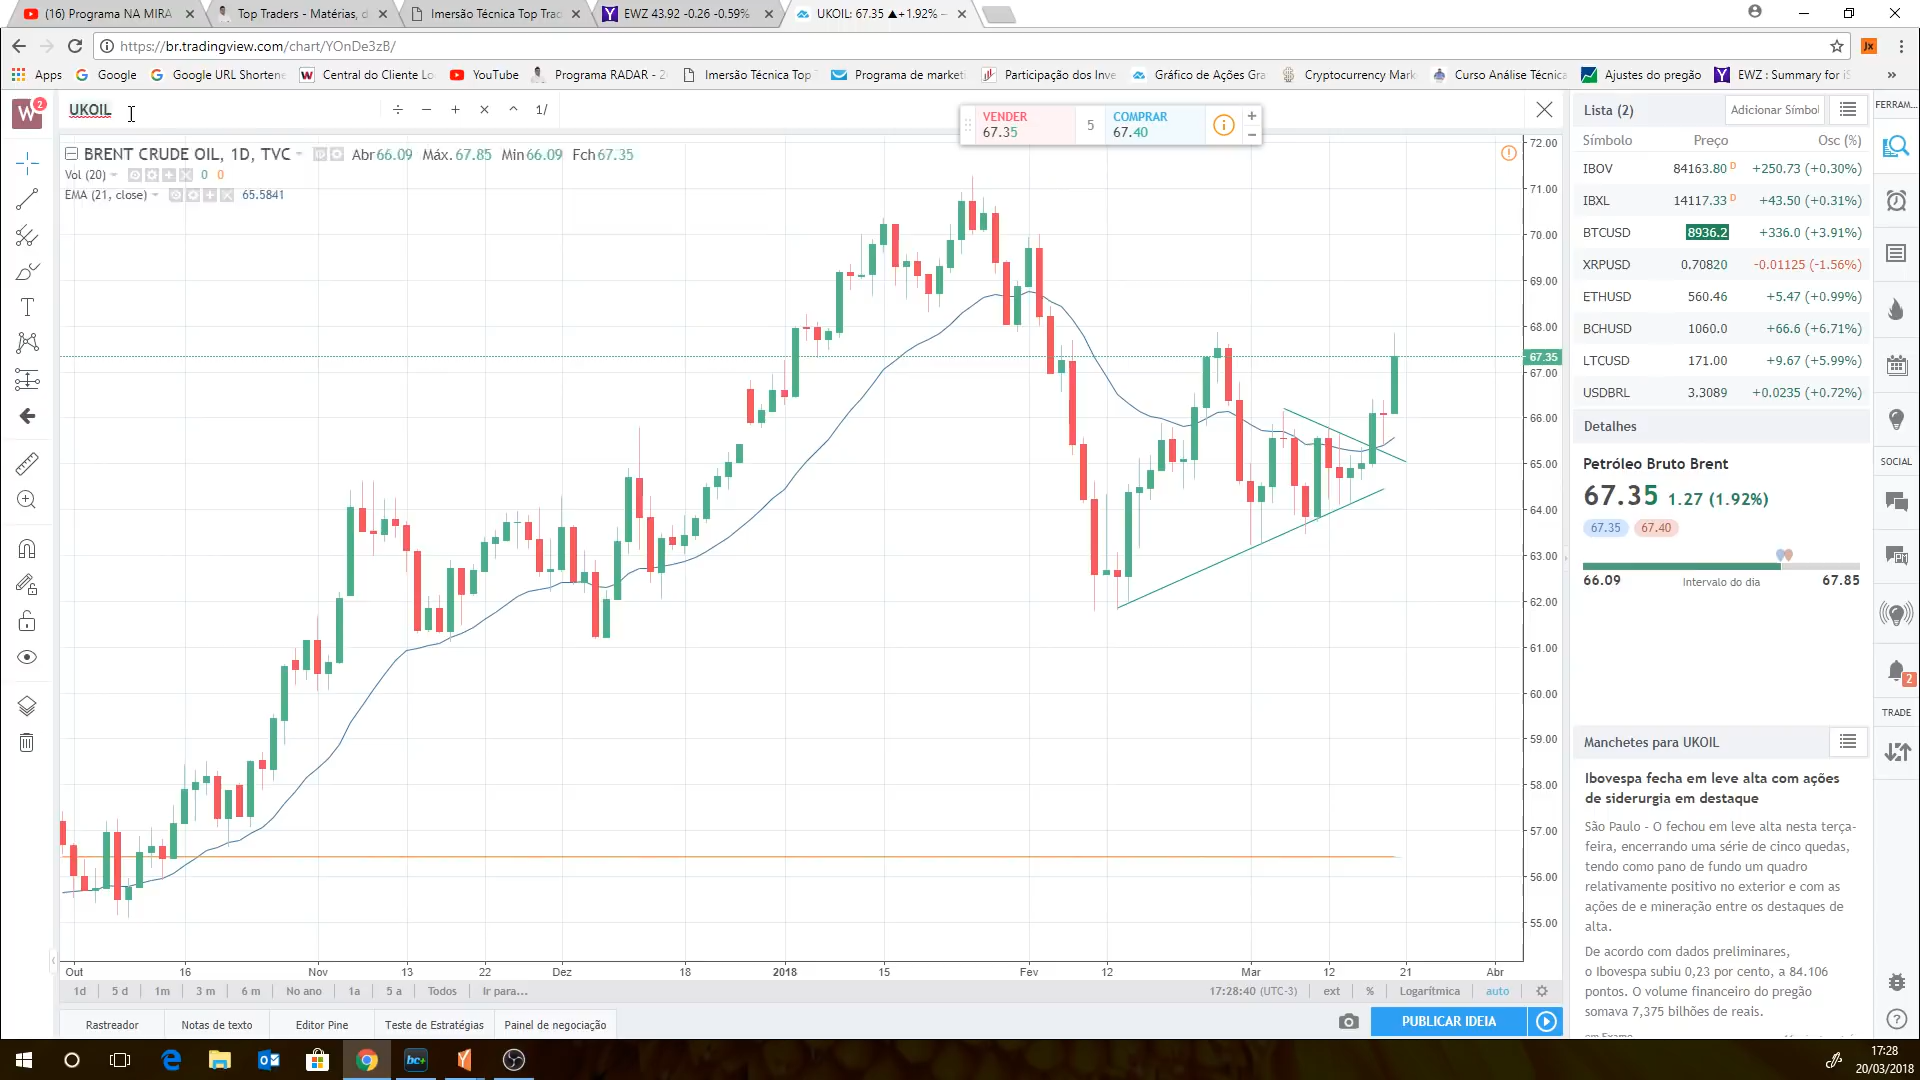 (16) Programa NA MIRA
Top Traders - Matérias, d
Imersão Técnica Top Trad
EWZ 43.92 -0.26 -0.59%
UKOIL: 67.35 ▲+1.92% –
https://br.tradingview.com/chart/YOnDe3zB/
Apps
Google
Google URL Shortene
Central do Cliente Lo
YouTube
Programa RADAR - 2
Imersão Técnica Top
Programa de market
Participação dos Inve
Gráfico de Ações Gra
Cryptocurrency Mark
Curso Análise Técnica
Ajustes do pregão
EWZ : Summary for iS
»
W 2
UKOIL
÷ − + × ^ 1/
VENDER
67.35
5
COMPRAR
67.40
BRENT CRUDE OIL, 1D, TVC
Abr66.09 Máx.67.85 Mín66.09 Fch67.35
Vol (20) 0 0
EMA (21, close) 65.5841
72.00
71.00
70.00
69.00
68.00
67.35
67.00
66.00
65.00
64.00
63.00
62.00
61.00
60.00
59.00
58.00
57.00
56.00
55.00
Out 16 Nov 13 22 Dez 18 2018 15 Fev 12 Mar 12 21 Abr
1d 5 d 1m 3 m 6 m No ano 1a 5 a Todos Ir para...
17:28:40 (UTC-3) ext % Logarítmica auto
Rastreador
Notas de texto
Editor Pine
Teste de Estratégias
Painel de negociação
PUBLICAR IDEIA
Lista (2)
Adicionar Símbol
Símbolo Preço Osc (%)
IBOV 84163.80 D +250.73 (+0.30%)
IBXL 14117.33 D +43.50 (+0.31%)
BTCUSD 8936.2 +336.0 (+3.91%)
XRPUSD 0.70820 -0.01125 (-1.56%)
ETHUSD 560.46 +5.47 (+0.99%)
BCHUSD 1060.0 +66.6 (+6.71%)
LTCUSD 171.00 +9.67 (+5.99%)
USDBRL 3.3089 +0.0235 (+0.72%)
Detalhes
Petróleo Bruto Brent
67.35 1.27 (1.92%)
67.35 67.40
66.09 Intervalo do dia 67.85
Manchetes para UKOIL
Ibovespa fecha em leve alta com ações
de siderurgia em destaque
São Paulo - O fechou em leve alta nesta terça-
feira, encerrando uma série de cinco quedas,
tendo como pano de fundo um quadro
relativamente positivo no exterior e com as
ações de e mineração entre os destaques de
alta.
De acordo com dados preliminares,
o Ibovespa subiu 0,23 por cento, a 84.106
pontos. O volume financeiro do pregão
somava 7,375 bilhões de reais.
em Exame
FERRAM...
SOCIAL
2
TRADE
Jx
bc+
17:28
20/03/2018